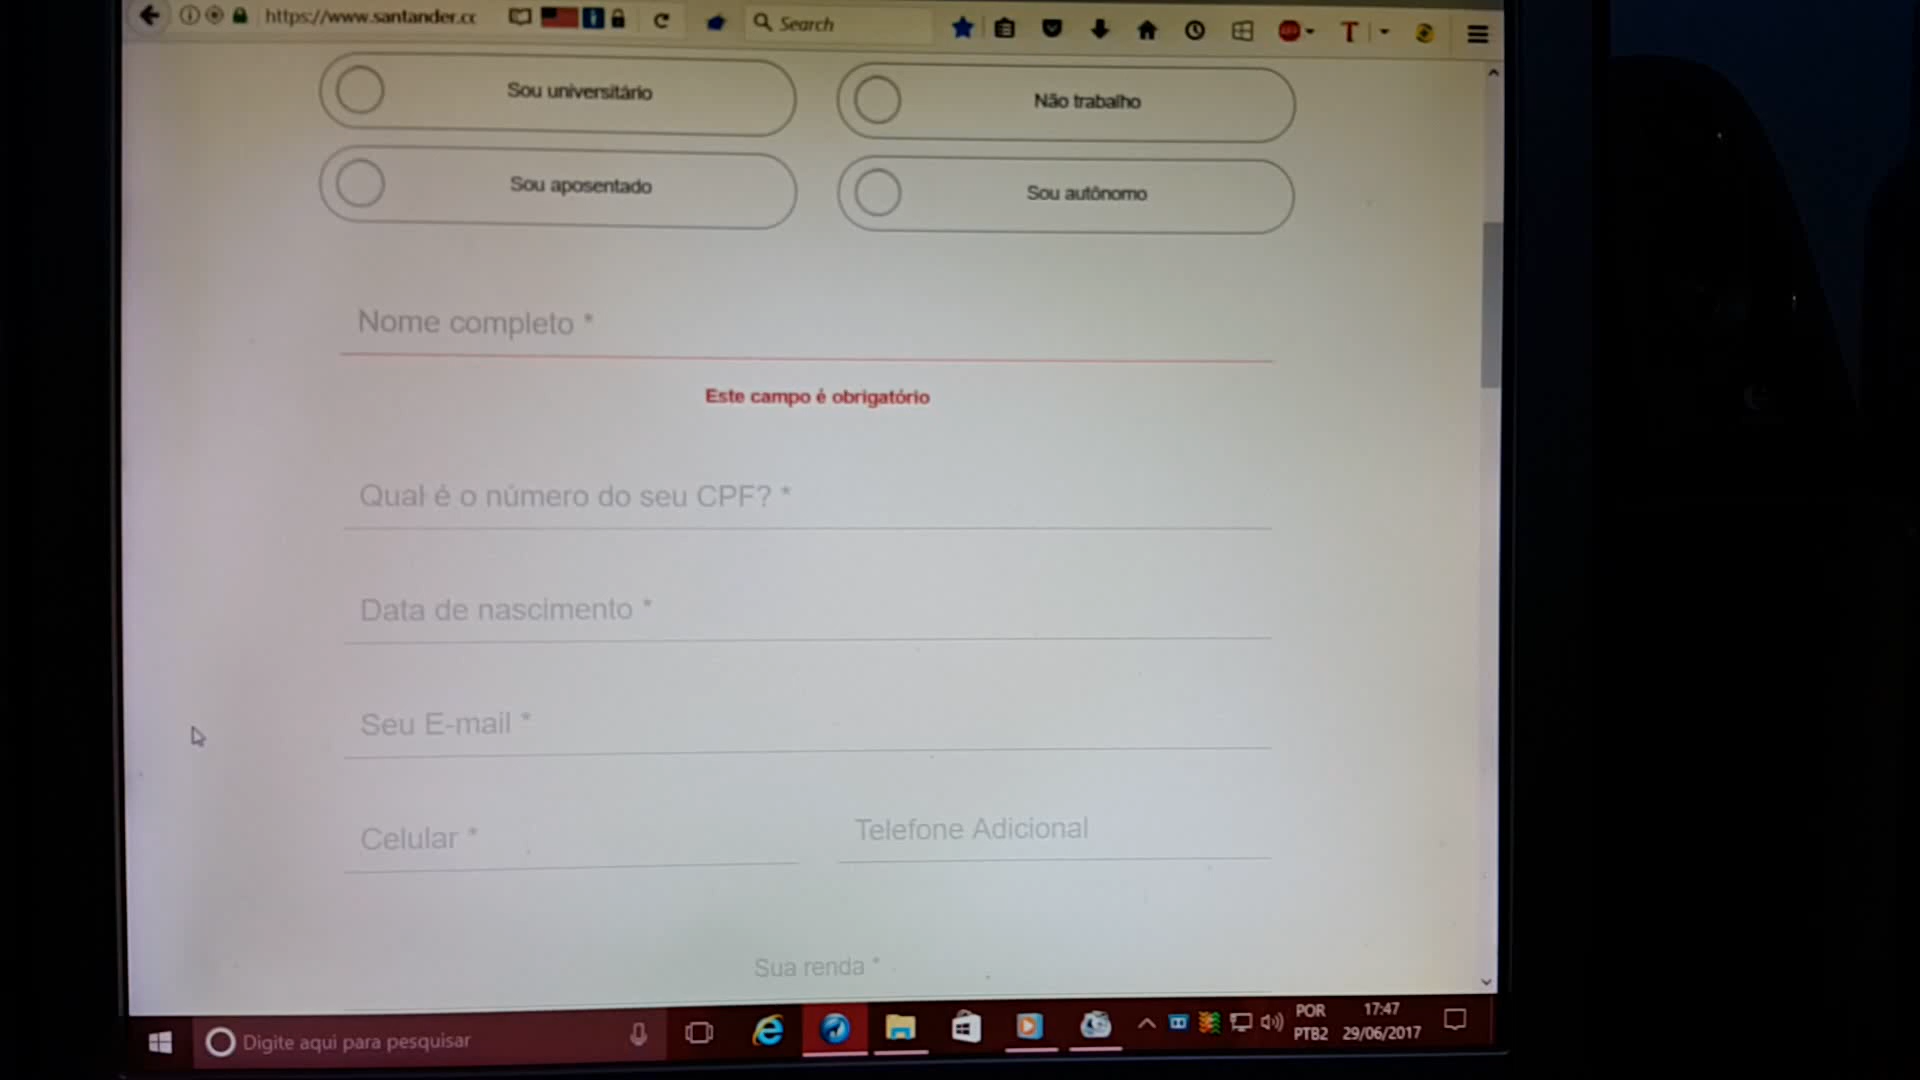 https://www.santander.cc
Search
Sou universitário
Não trabalho
Sou aposentado
Sou autônomo
Nome completo *
Este campo é obrigatório
Qual é o número do seu CPF? *
Data de nascimento *
Seu E-mail *
Celular *
Telefone Adicional
Sua renda *
Digite aqui para pesquisar
POR
PTB2
17:47
29/06/2017